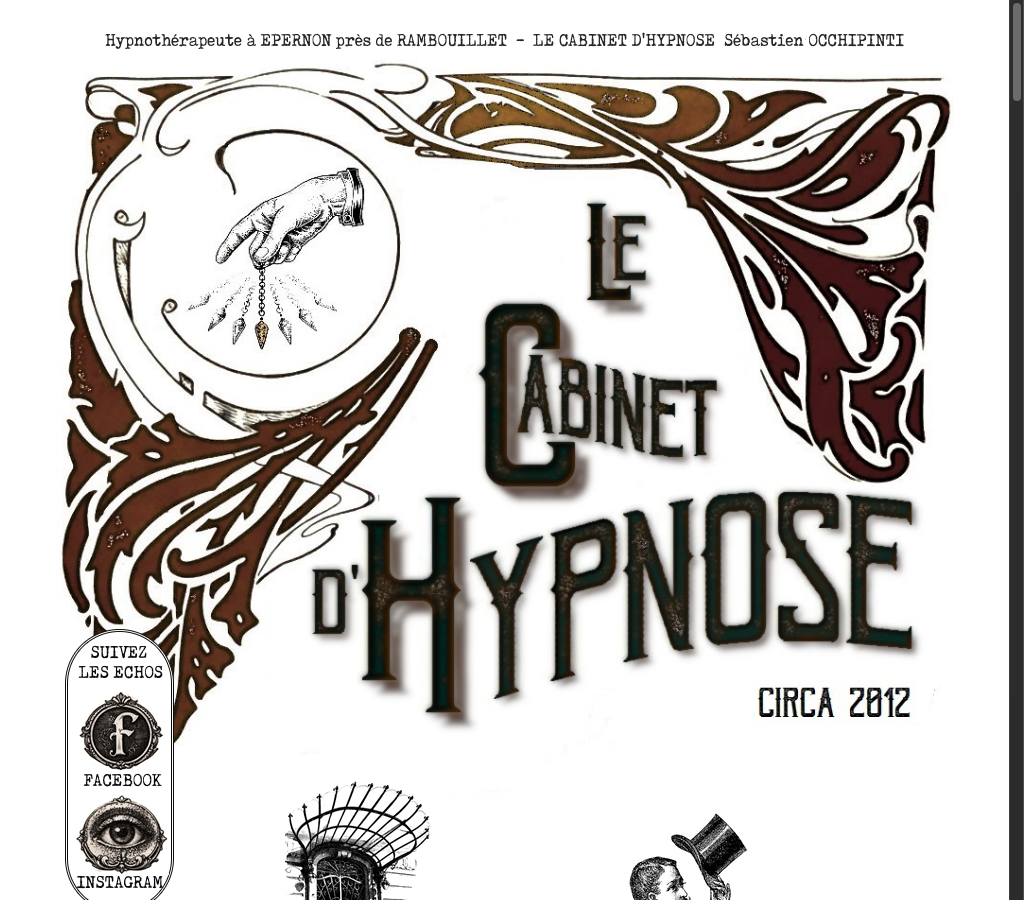 Hypnothérapeute à EPERNON près de RAMBOUILLET - LE CABINET D'HYPNOSE Sébastien OCCHIPINTI
LE
CABINET
D'HYPNOSE
CIRCA 2012
SUIVEZ
LES ECHOS
f
FACEBOOK
INSTAGRAM